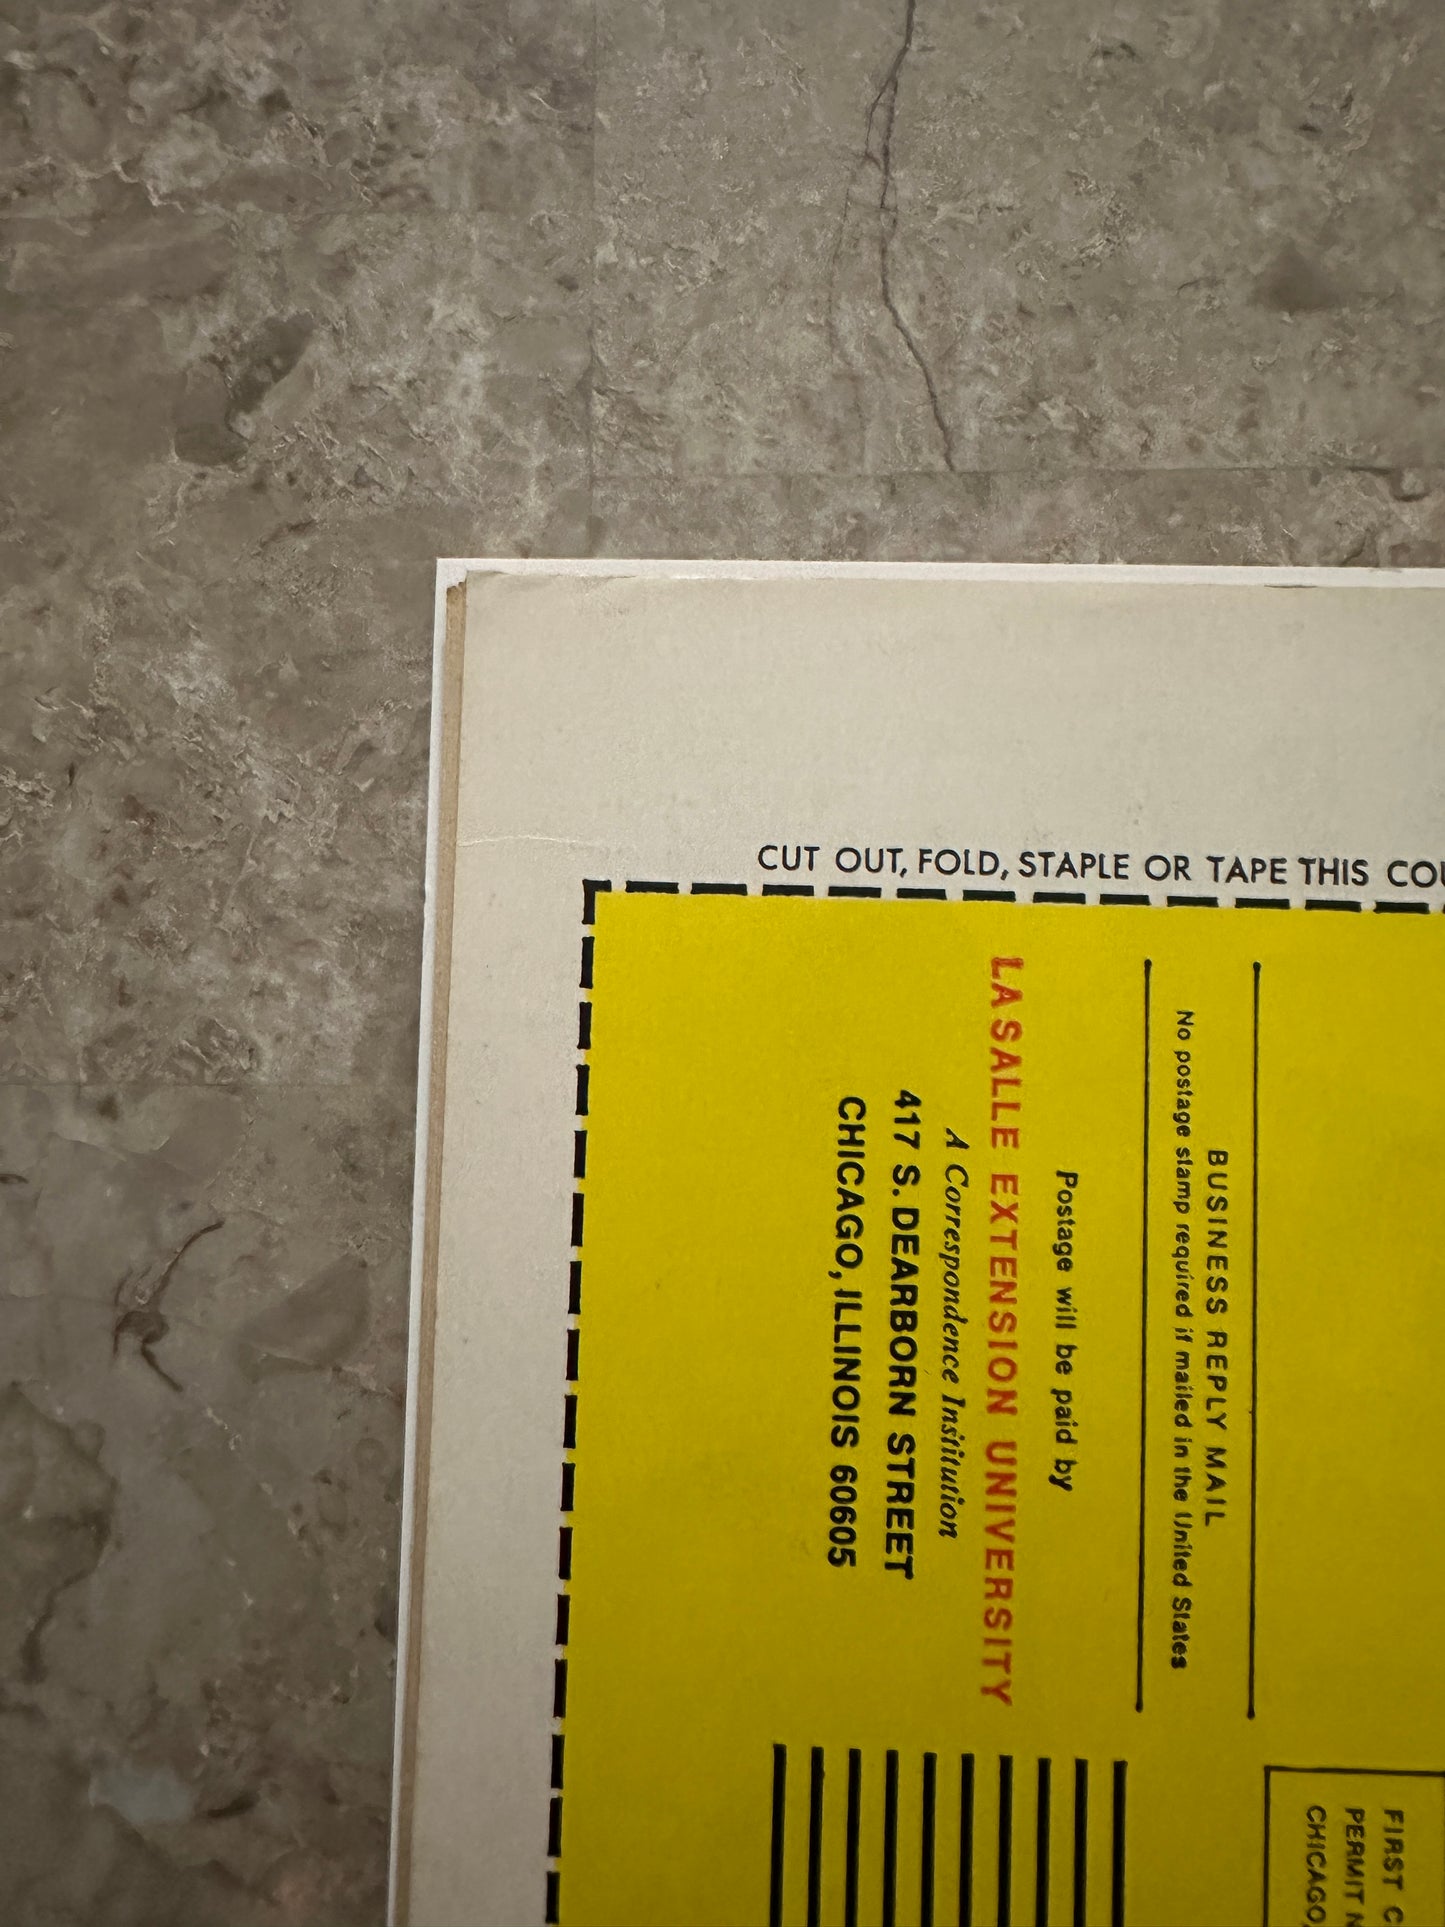 CUT OUT, FOLD, STAPLE OR TAPE THIS
FIRST
PERMIT
CHICAGO
BUSINESS REPLY MAIL
No postage stamp required if mailed in the United States
Postage will be paid by
LA SALLE EXTENSION UNIVERSITY
A Correspondence Institution
417 S. DEARBORN STREET
CHICAGO, ILLINOIS 60605